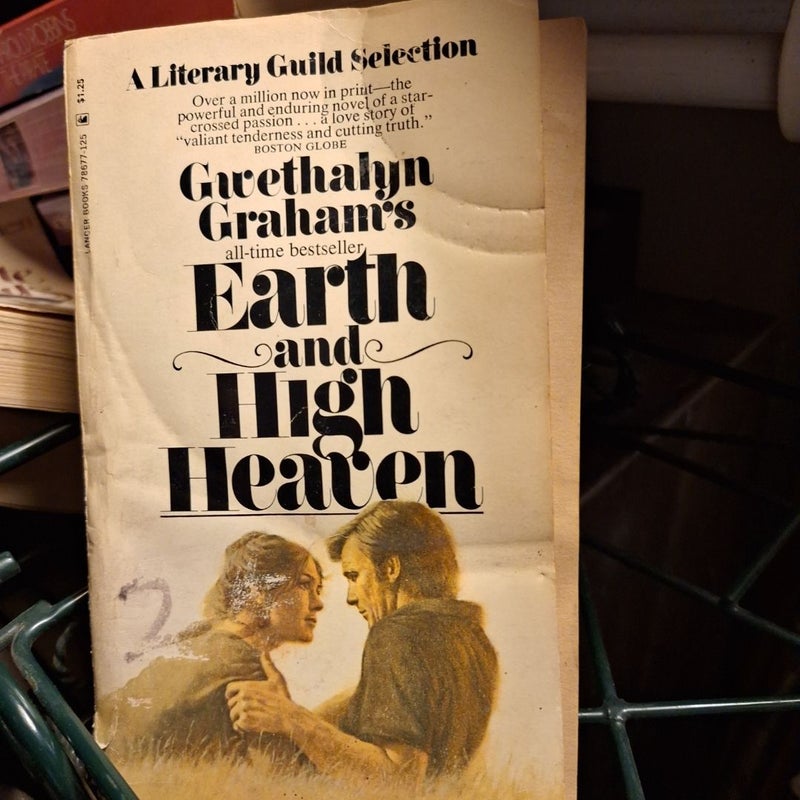 A Literary Guild Selection
Over a million now in print—the
powerful and enduring novel of a star-
crossed passion . . . a love story of
“valiant tenderness and cutting truth.”
BOSTON GLOBE
Gwethalyn
Graham's
all-time bestseller
Earth
and
High
Heaven
2
LANCER BOOKS 78677-125 $1.25